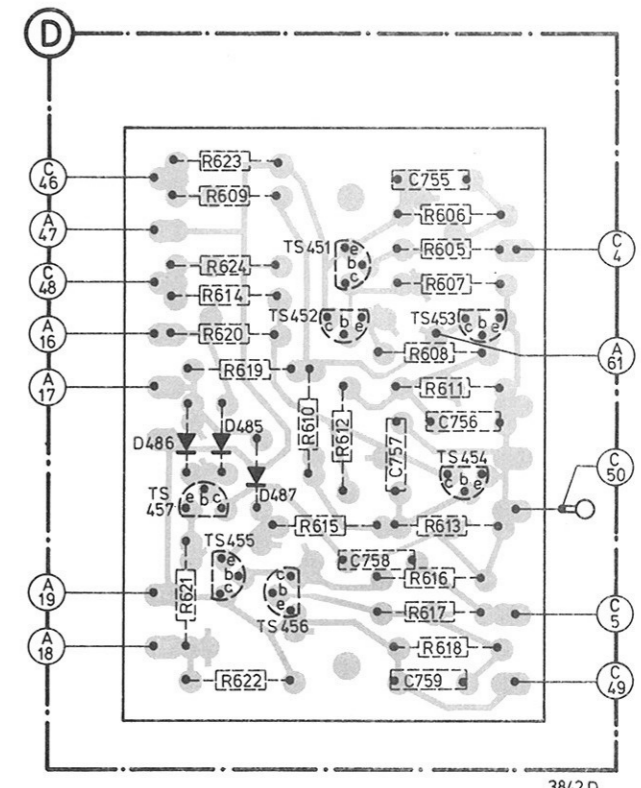 D
R623
C 46
C755
R609
R606
A 47
TS451
e
b
c
R605
C 4
R624
C 48
R607
R614
TS452
c b e
TS453
c b e
A 16
R620
R608
A 61
R619
A 17
R611
R610
R612
C756
D485
D486
C757
TS454
c b e
C 50
D487
TS 457
e b c
R615
R613
TS455
e
b
c
C758
c
b
e
R616
R621
A 19
R617
C 5
TS456
A 18
R618
R622
C759
C 49
3842D